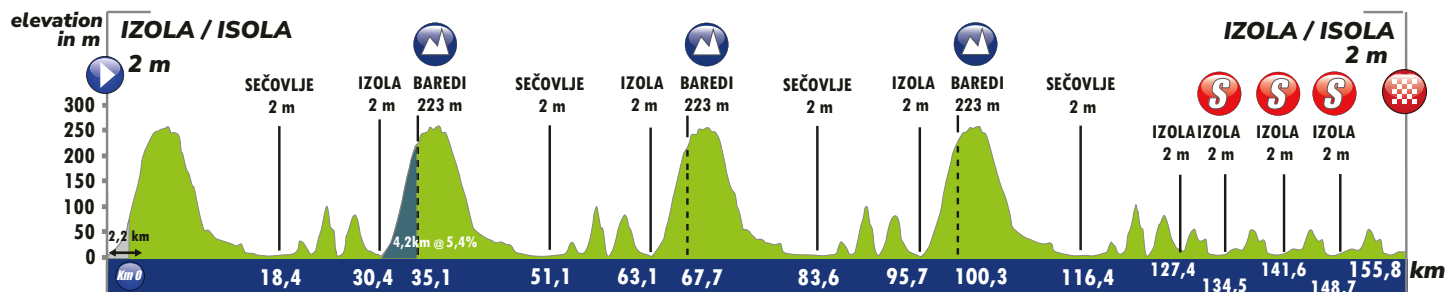 elevation
in m
IZOLA / ISOLA
2 m
IZOLA / ISOLA
2 m
SEČOVLJE
2 m
IZOLA
2 m
BAREDI
223 m
SEČOVLJE
2 m
IZOLA
2 m
BAREDI
223 m
SEČOVLJE
2 m
IZOLA
2 m
BAREDI
223 m
SEČOVLJE
2 m
IZOLA
2 m
S
IZOLA
2 m
S
IZOLA
2 m
S
IZOLA
2 m
300
250
200
150
100
50
0
2,2 km
4,2km @ 5,4%
Km 0
18,4 30,4 35,1 51,1 63,1 67,7 83,6 95,7 100,3 116,4 127,4 134,5 141,6 148,7 155,8 km